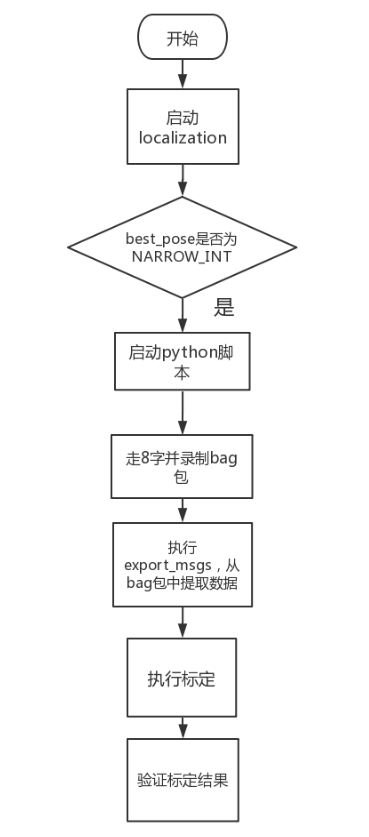 开始
启动
localization
best_pose是否为
NARROW_INT
是
启动python脚
本
走8字并录制bag
包
执行
export_msgs，从
bag包中提取数据
执行标定
验证标定结果